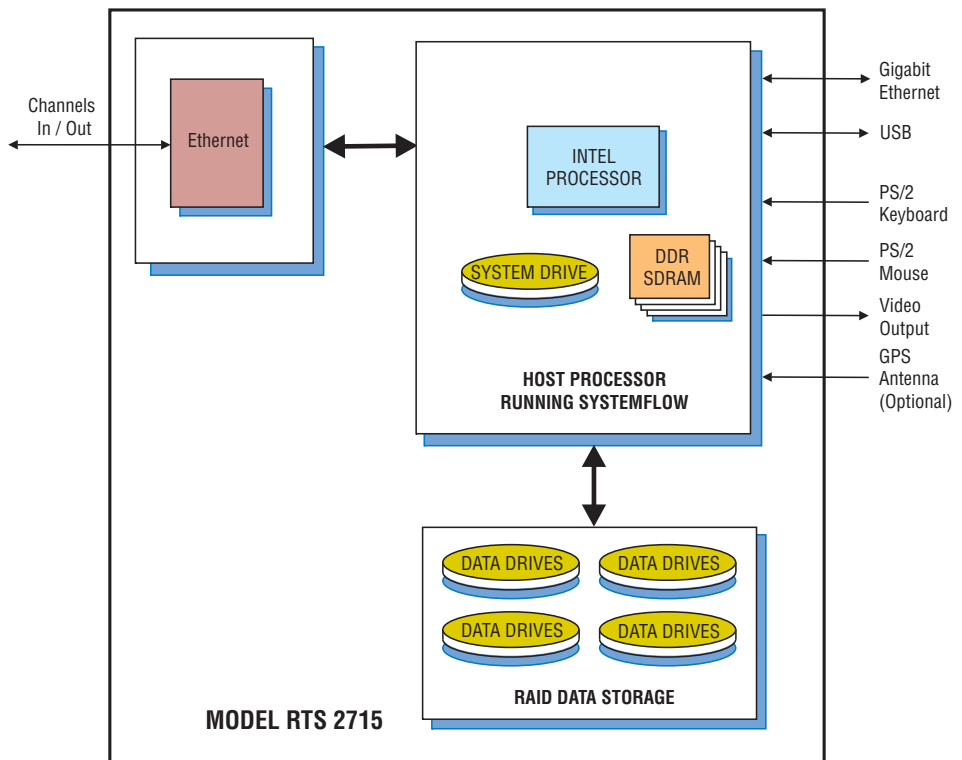 Channels
In / Out
Ethernet
INTEL
PROCESSOR
SYSTEM DRIVE
DDR
SDRAM
HOST PROCESSOR
RUNNING SYSTEMFLOW
Gigabit
Ethernet
USB
PS/2
Keyboard
PS/2
Mouse
Video
Output
GPS
Antenna
(Optional)
DATA DRIVES
DATA DRIVES
DATA DRIVES
DATA DRIVES
RAID DATA STORAGE
MODEL RTS 2715